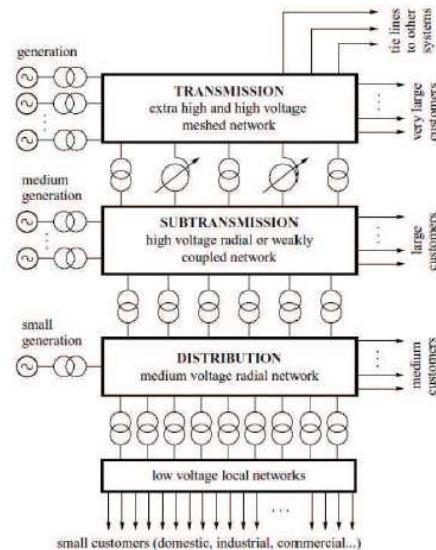 generation
TRANSMISSION
extra high and high voltage
meshed network
tie lines
to other
systems
very large
customers
medium generation
SUBTRANSMISSION
high voltage radial or weakly
coupled network
large
customers
small
generation
DISTRIBUTION
medium voltage radial network
medium
customers
low voltage local networks
small customers (domestic, industrial, commercial...)